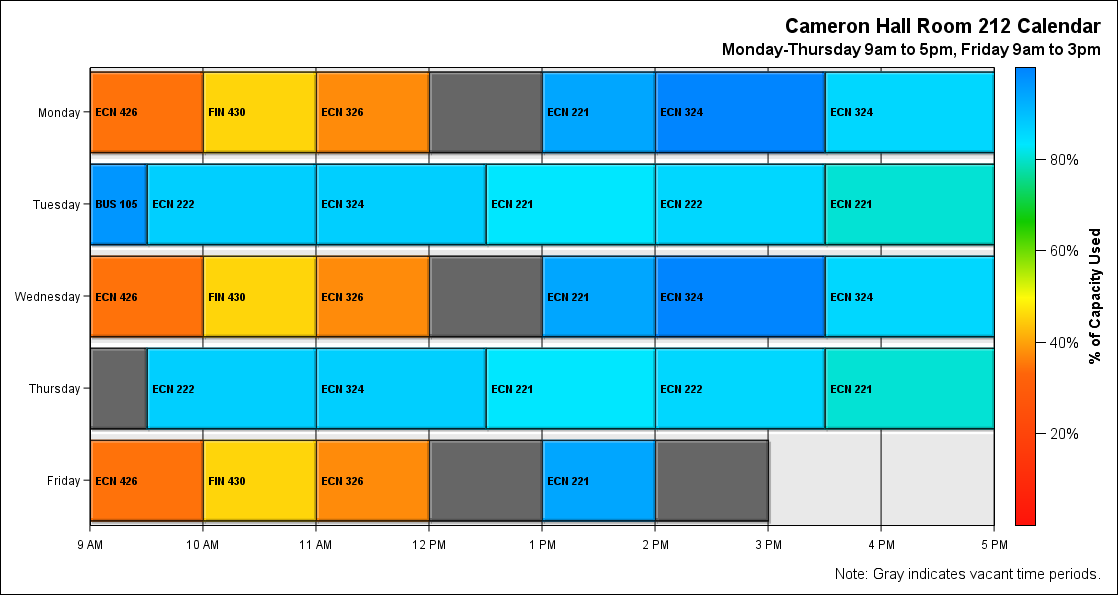 Cameron Hall Room 212 Calendar
Monday-Thursday 9am to 5pm, Friday 9am to 3pm
Monday
ECN 426 FIN 430 ECN 326 ECN 221 ECN 324 ECN 324
Tuesday
BUS 105 ECN 222 ECN 324 ECN 221 ECN 222 ECN 221
Wednesday
ECN 426 FIN 430 ECN 326 ECN 221 ECN 324 ECN 324
Thursday
ECN 222 ECN 324 ECN 221 ECN 222 ECN 221
Friday
ECN 426 FIN 430 ECN 326 ECN 221
9 AM 10 AM 11 AM 12 PM 1 PM 2 PM 3 PM 4 PM 5 PM
80%
60%
40%
20%
% of Capacity Used
Note: Gray indicates vacant time periods.